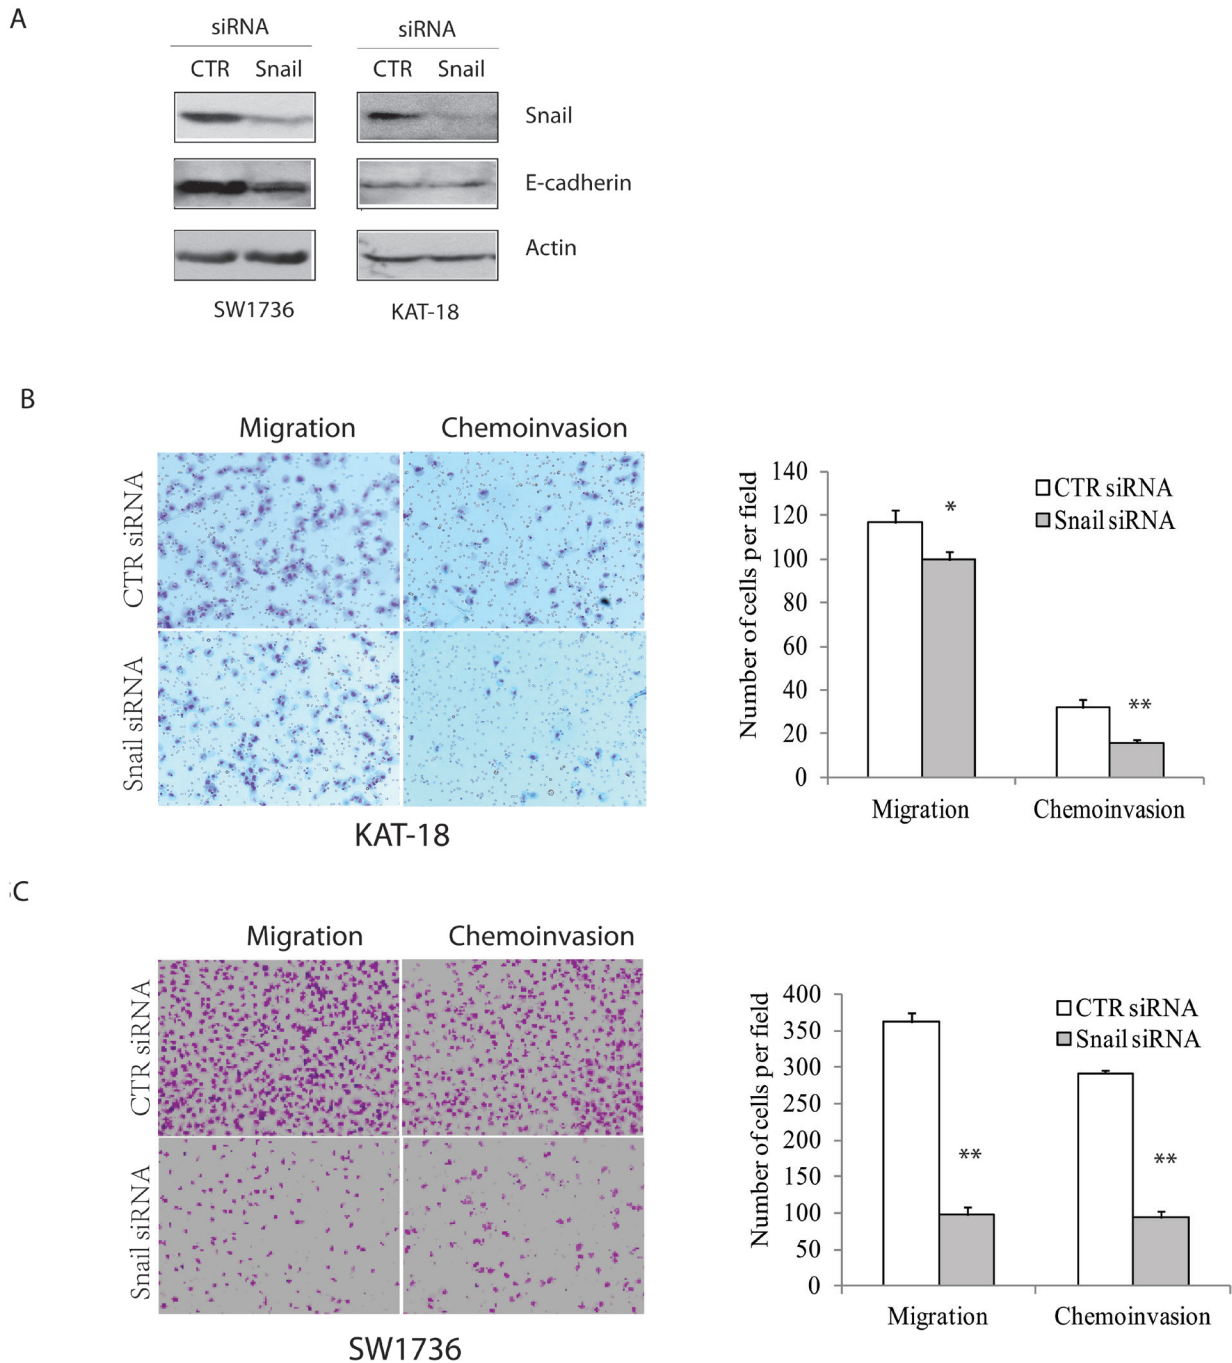 A
siRNA
siRNA
CTR Snail
CTR Snail
Snail
E-cadherin
Actin
SW1736
KAT-18
B
Migration
Chemoinvasion
CTR siRNA
Snail siRNA
KAT-18
Number of cells per field
140
120
100
80
60
40
20
0
CTR siRNA
Snail siRNA
*
**
Migration
Chemoinvasion
C
Migration
Chemoinvasion
CTR siRNA
Snail siRNA
SW1736
Number of cells per field
400
350
300
250
200
150
100
50
0
CTR siRNA
Snail siRNA
**
**
Migration
Chemoinvasion